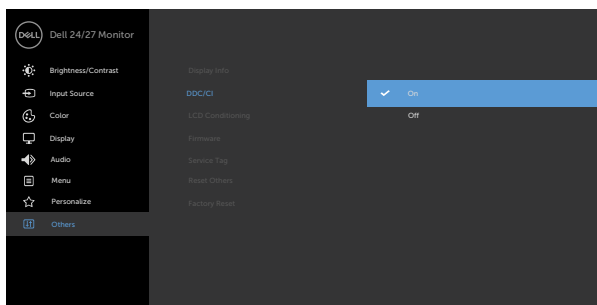 DELL Dell 24/27 Monitor
Brightness/Contrast
Input Source
Color
Display
Audio
Menu
Personalize
Others
Display Info
DDC/CI
LCD Conditioning
Firmware
Service Tag
Reset Others
Factory Reset
On
Off